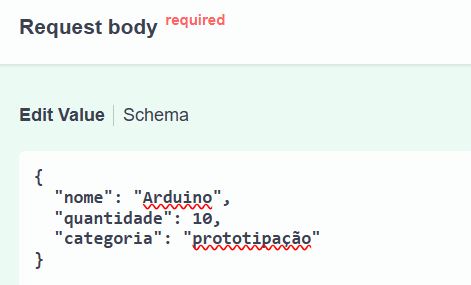 Request body required
Edit Value Schema
{
"nome": "Arduino",
"quantidade": 10,
"categoria": "prototipação"
}